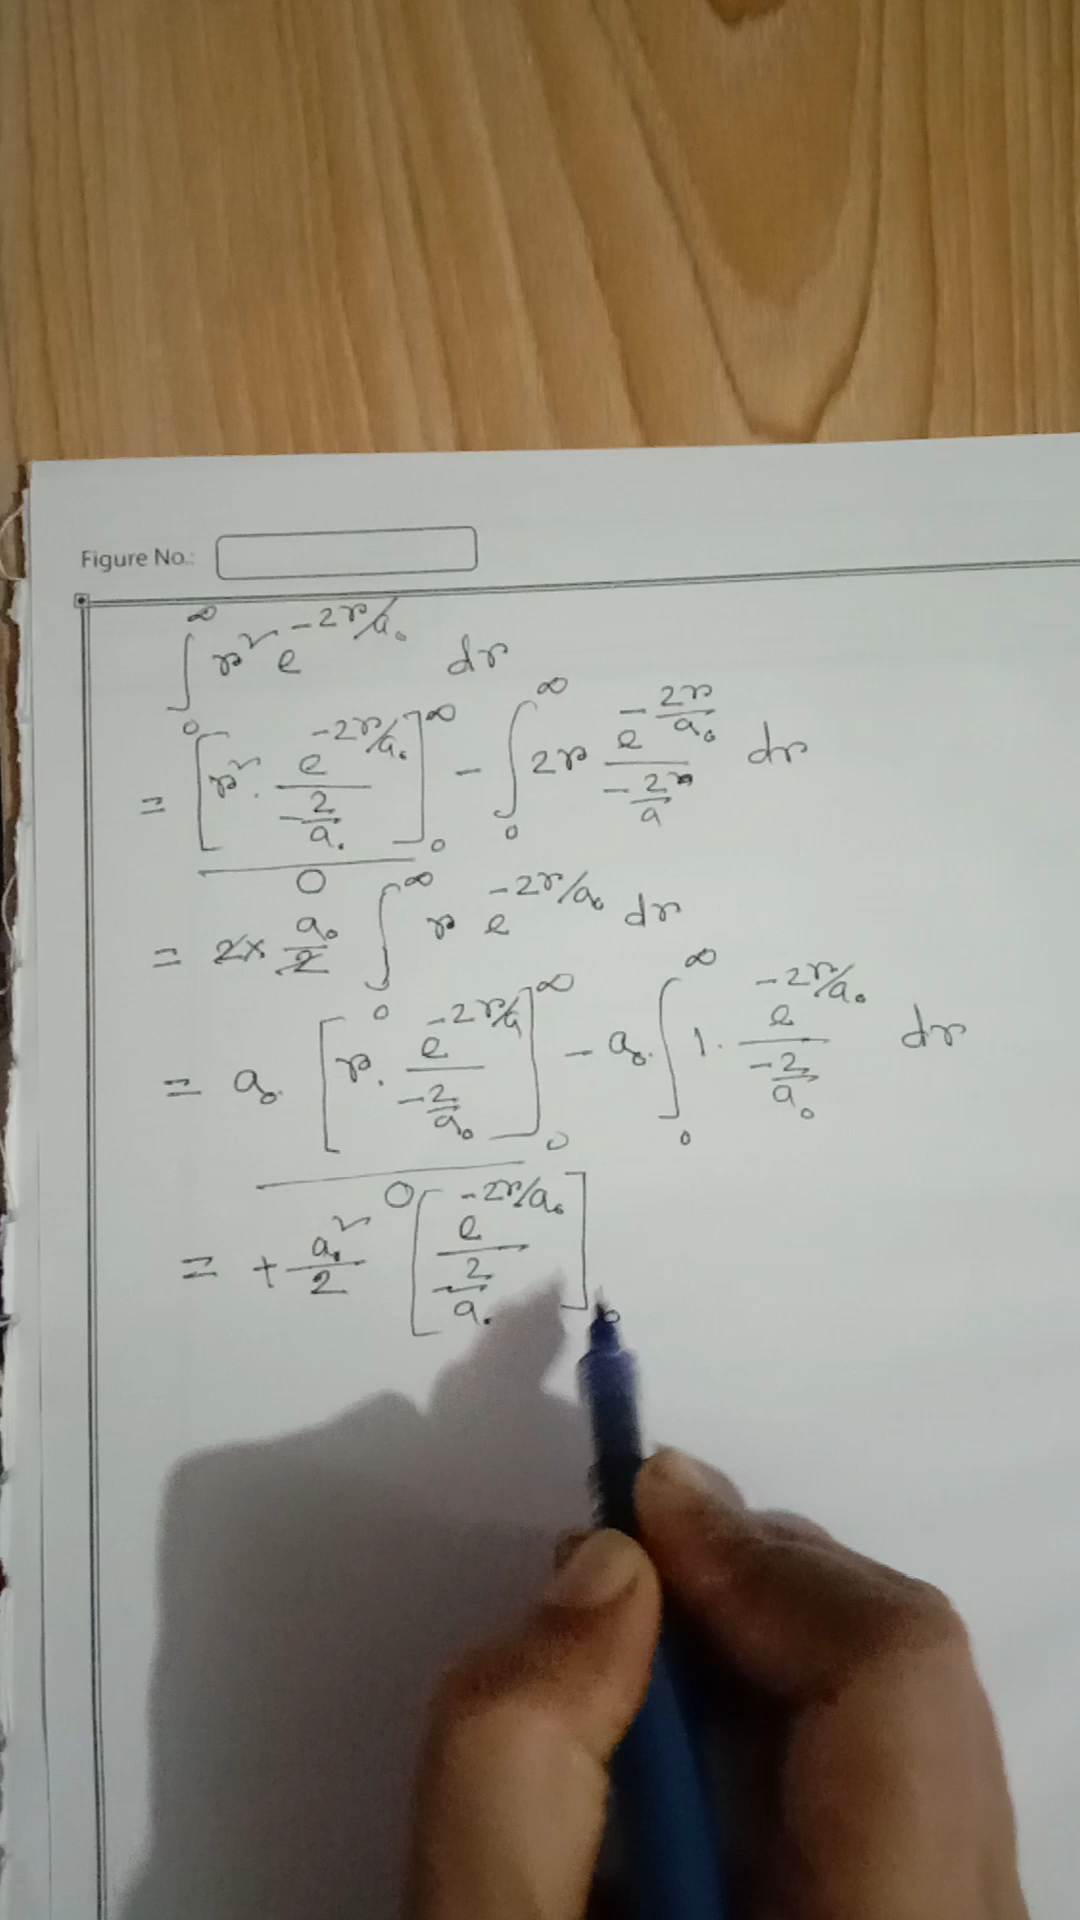 Figure No.:
∫₀^∞ r² e^(-2r/a₀) dr
= [r² · e^(-2r/a₀) / (-2/a₀)]₀^∞ - ∫₀^∞ 2r e^(-2r/a₀) / (-2/a) dr
0
= 2 × a₀/2 ∫₀^∞ r e^(-2r/a₀) dr
= a₀ [r · e^(-2r/a) / (-2/a₀)]₀^∞ - a₀ ∫₀^∞ 1 · e^(-2r/a₀) / (-2/a₀) dr
0
= + a₀²/2 [e^(-2r/a₀) / (-2/a₀)]₀